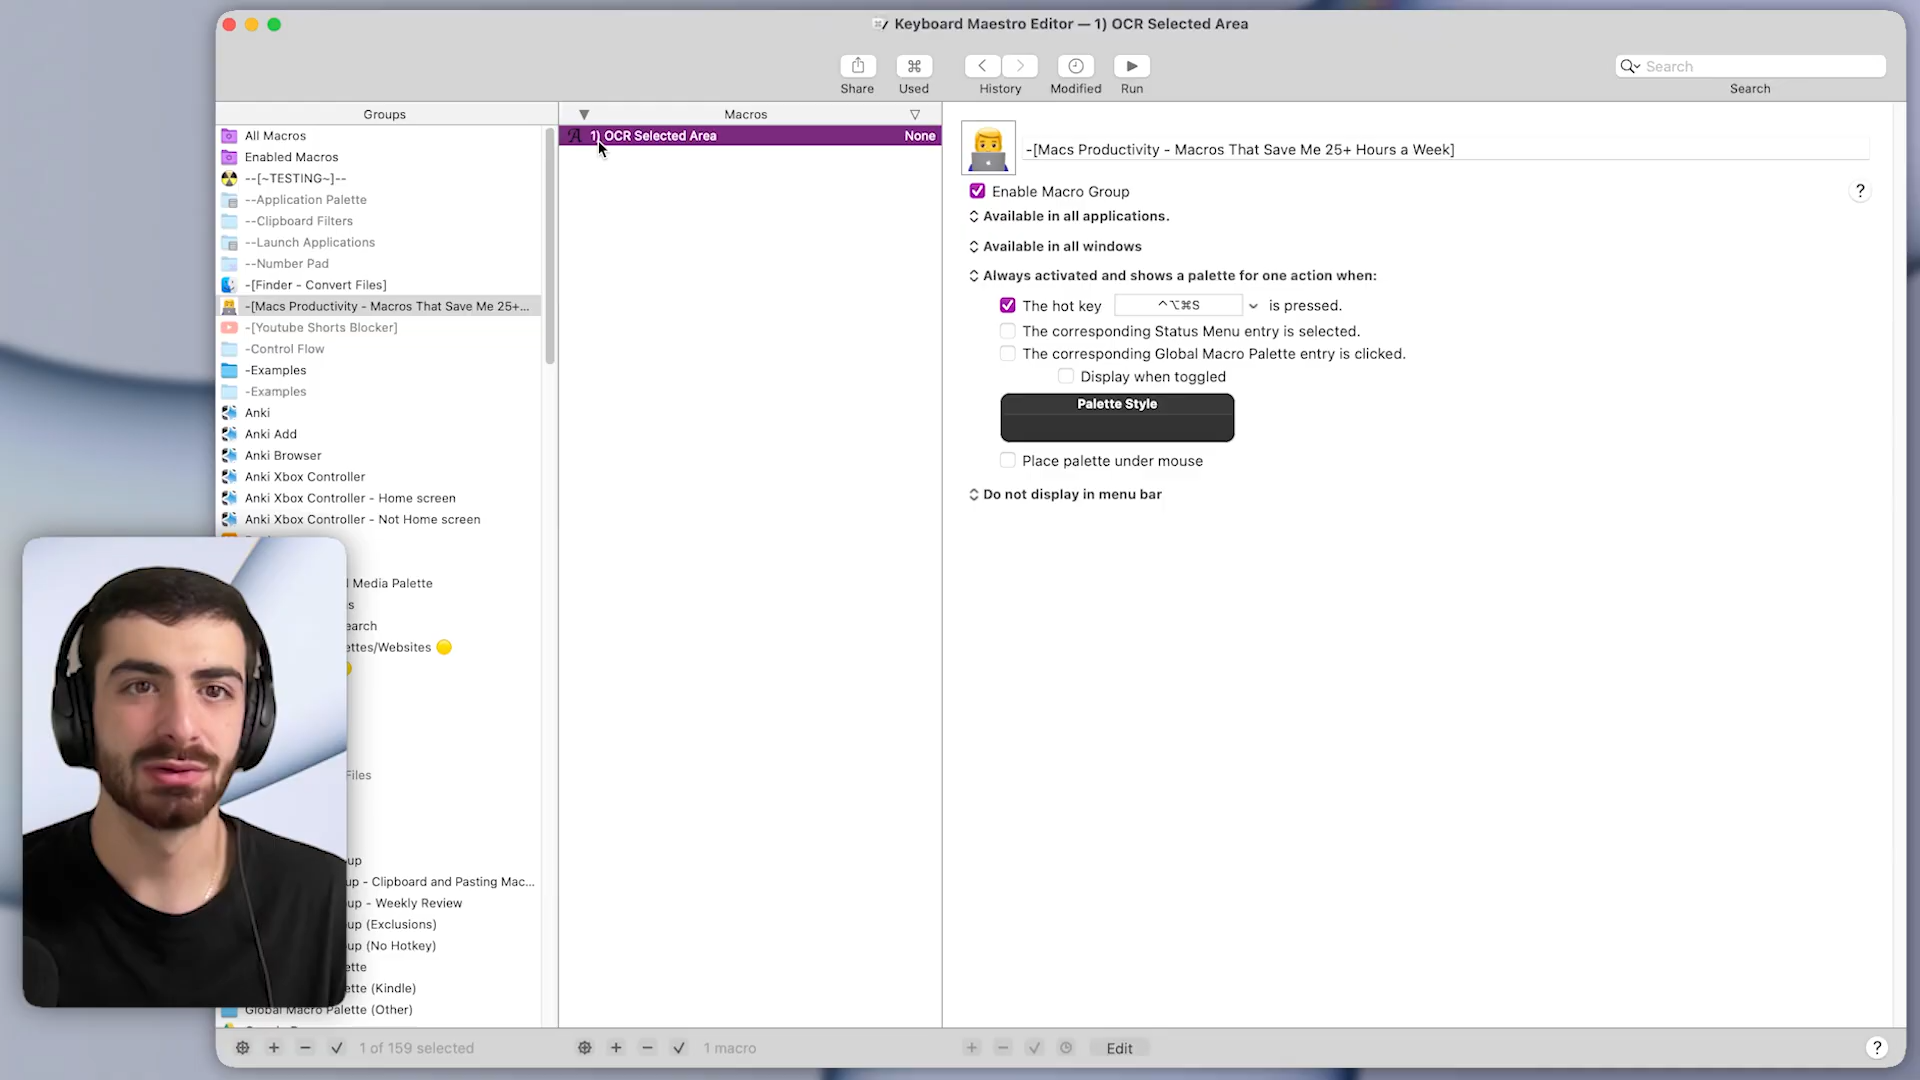 Keyboard Maestro Editor — 1) OCR Selected Area
Share
Used
History
Modified
Run
Search
Search
Groups
All Macros
Enabled Macros
--[~TESTING~]--
--Application Palette
--Clipboard Filters
--Launch Applications
--Number Pad
-[Finder - Convert Files]
-[Macs Productivity - Macros That Save Me 25+...
-[Youtube Shorts Blocker]
-Control Flow
-Examples
-Examples
Anki
Anki Add
Anki Browser
Anki Xbox Controller
Anki Xbox Controller - Home screen
Anki Xbox Controller - Not Home screen
Media Palette
s
earch
ettes/Websites
Files
up
up - Clipboard and Pasting Mac...
up - Weekly Review
up (Exclusions)
up (No Hotkey)
ette
tte (Kindle)
Global Macro Palette (Other)
1 of 159 selected
Macros
1) OCR Selected Area None
1 macro
-[Macs Productivity - Macros That Save Me 25+ Hours a Week]
Enable Macro Group
?
Available in all applications.
Available in all windows
Always activated and shows a palette for one action when:
The hot key ^⌥⌘S is pressed.
The corresponding Status Menu entry is selected.
The corresponding Global Macro Palette entry is clicked.
Display when toggled
Palette Style
Place palette under mouse
Do not display in menu bar
Edit
?